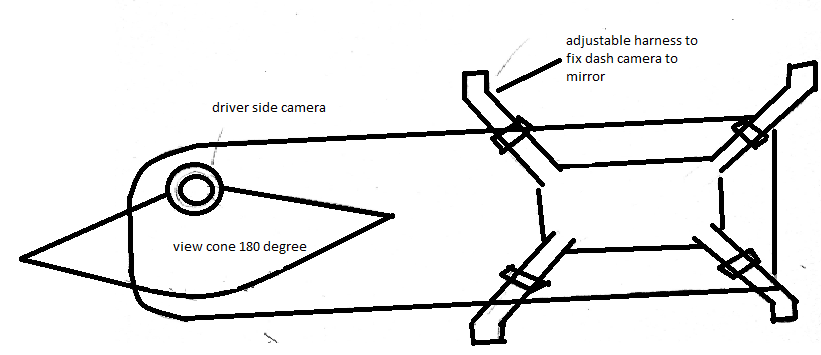 adjustable harness to
fix dash camera to
mirror
driver side camera
view cone 180 degree